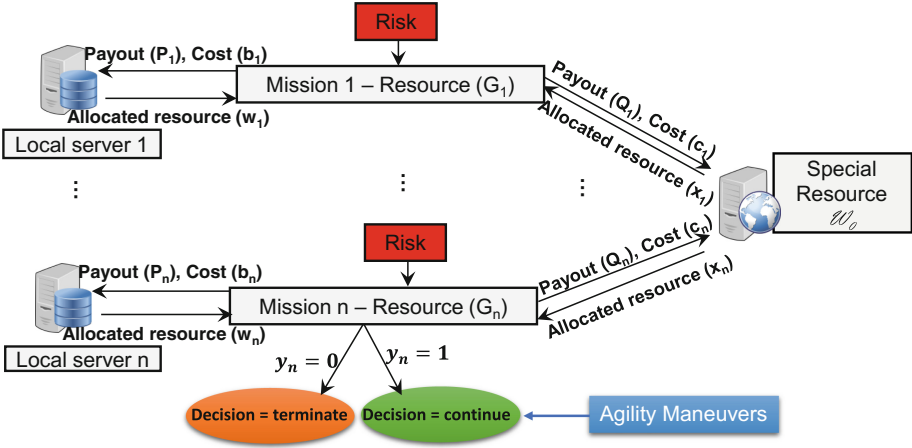 Risk
Payout (P₁), Cost (b₁)
Mission 1 – Resource (G₁)
Allocated resource (w₁)
Local server 1
Payout (Q₁), Cost (c₁)
Allocated resource (x₁)
Special
Resource
𝒲₀
⋮ ⋮ ⋮
Risk
Payout (Pₙ), Cost (bₙ)
Mission n – Resource (Gₙ)
Allocated resource (wₙ)
Local server n
Payout (Qₙ), Cost (cₙ)
Allocated resource (xₙ)
yₙ = 0
yₙ = 1
Decision = terminate
Decision = continue
Agility Maneuvers